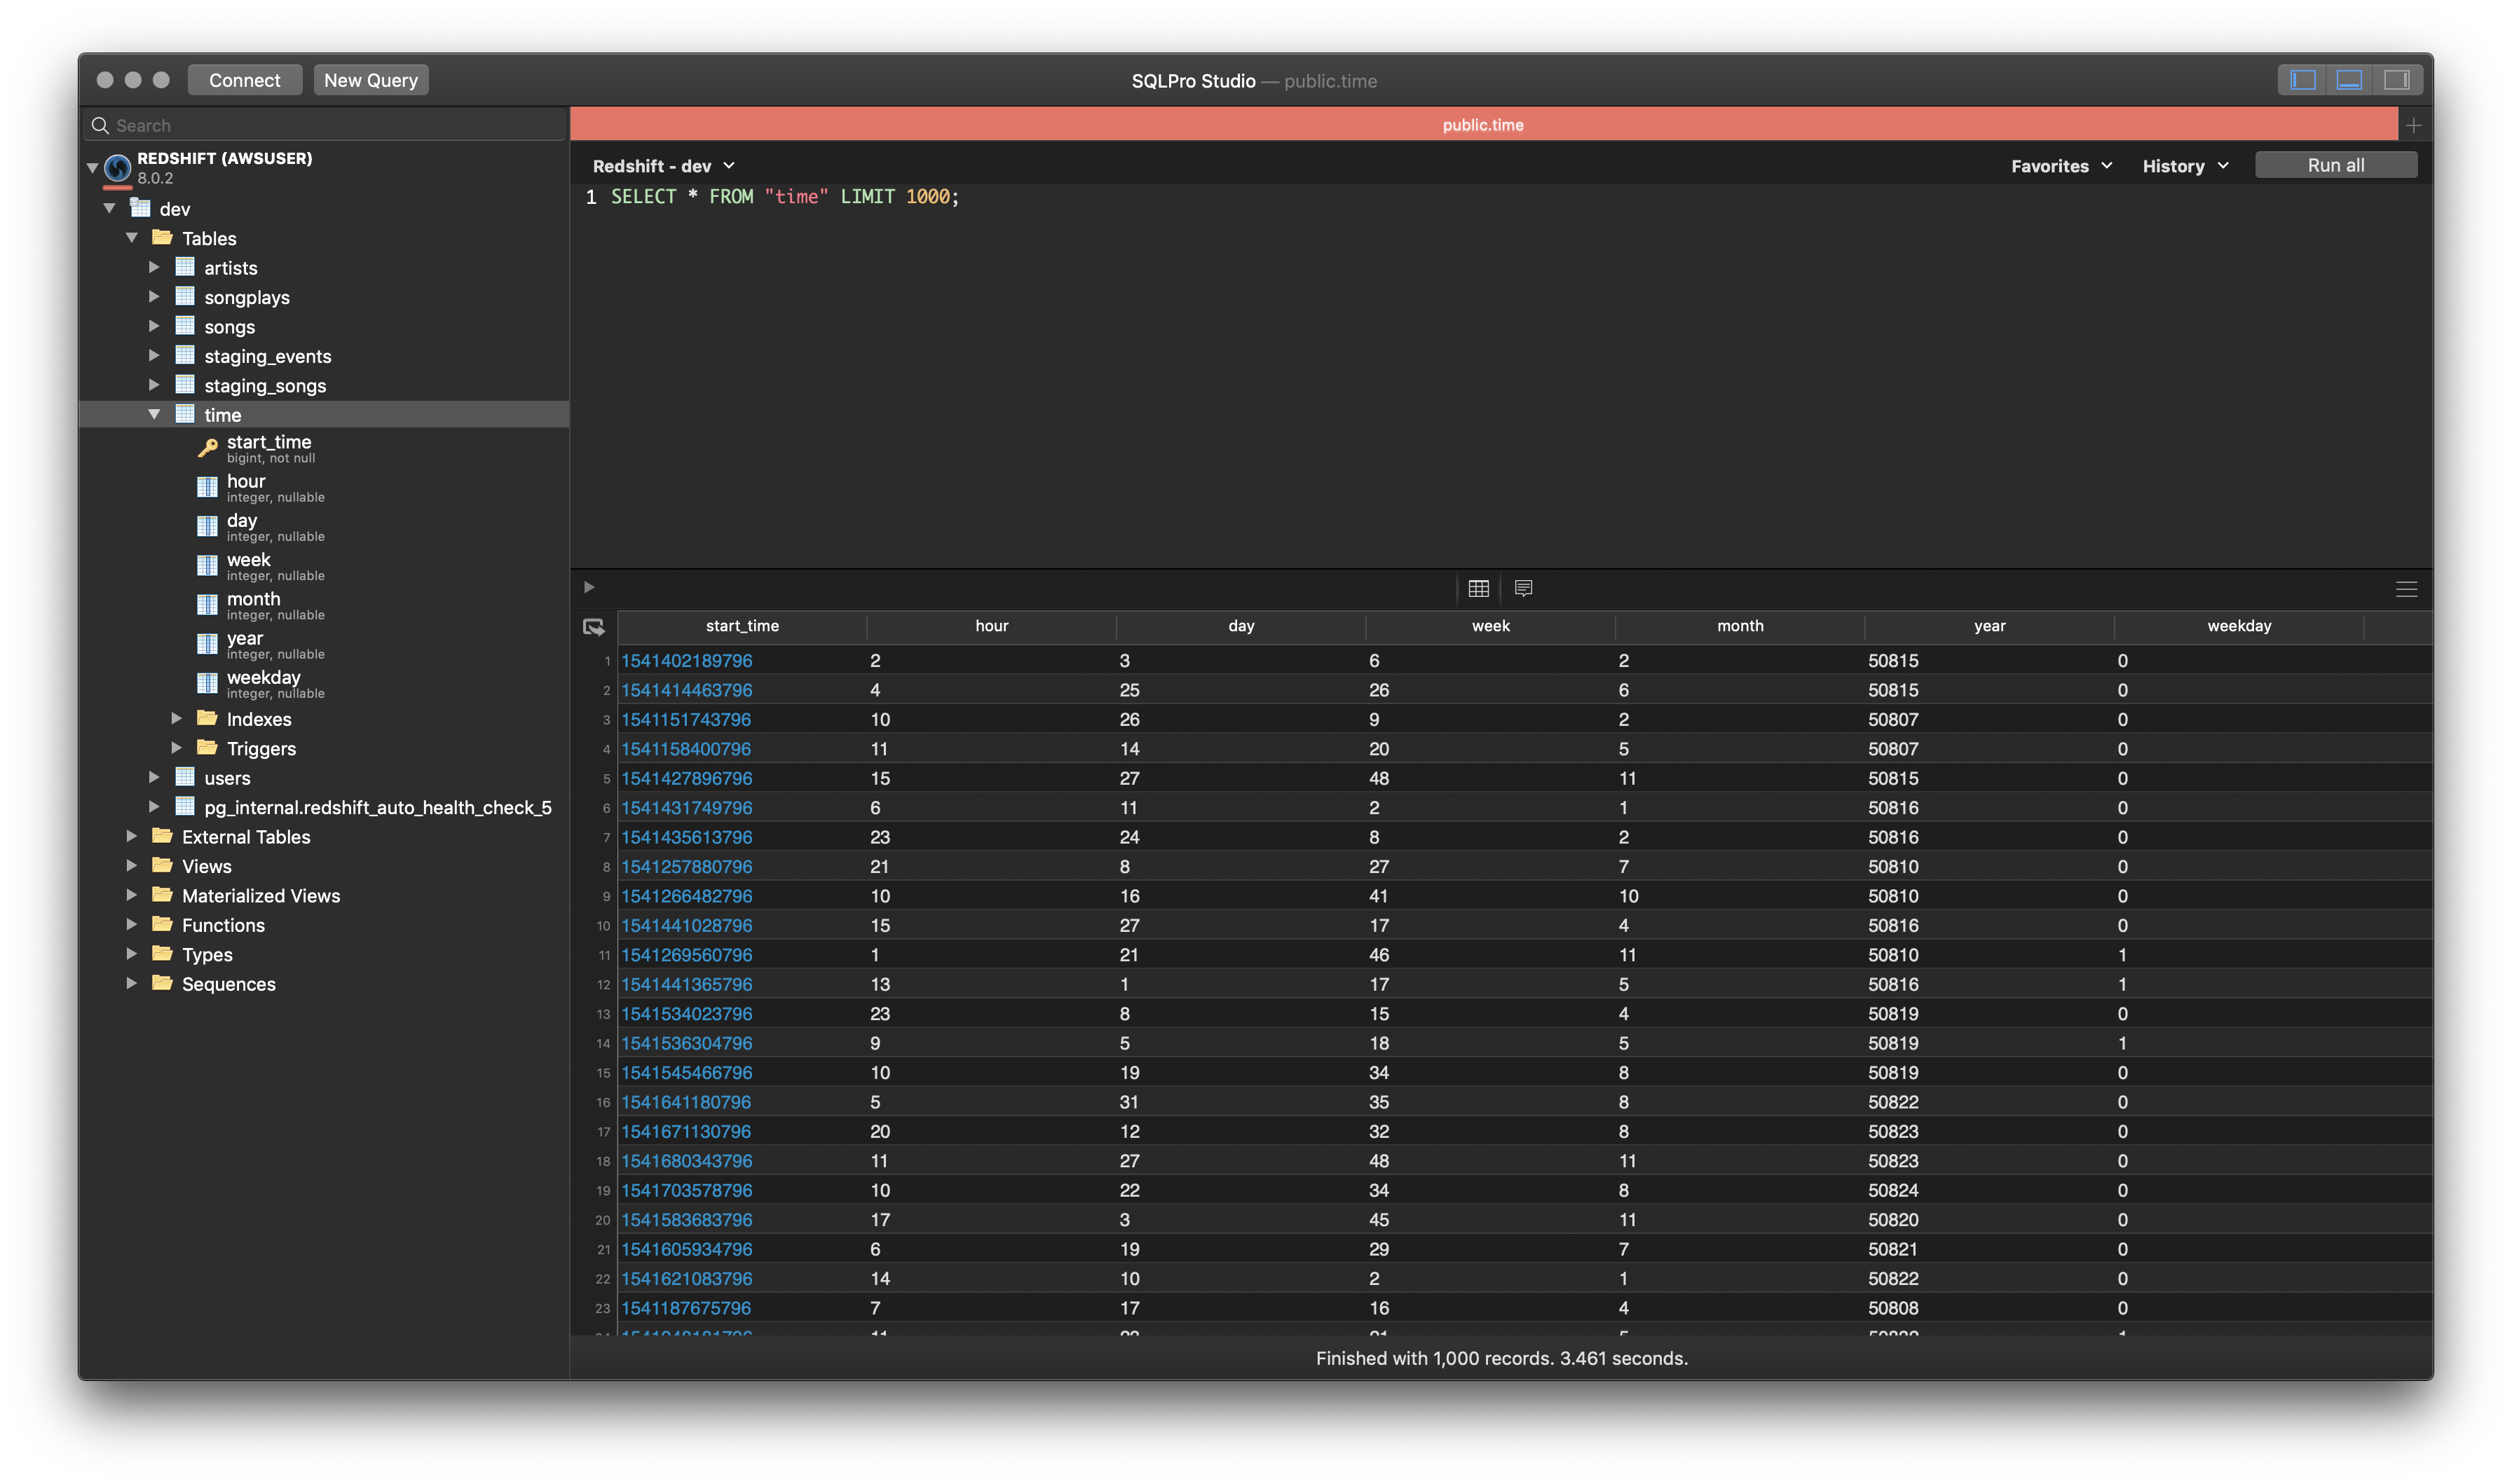 Connect
New Query
SQLPro Studio — public.time
Search
public.time
REDSHIFT (AWSUSER)
8.0.2
dev
Tables
artists
songplays
songs
staging_events
staging_songs
time
start_time
bigint, not null
hour
integer, nullable
day
integer, nullable
week
integer, nullable
month
integer, nullable
year
integer, nullable
weekday
integer, nullable
Indexes
Triggers
users
pg_internal.redshift_auto_health_check_5
External Tables
Views
Materialized Views
Functions
Types
Sequences
Redshift - dev
Favorites
History
Run all
1 SELECT * FROM "time" LIMIT 1000;
start_time hour day week month year weekday
1 1541402189796 2 3 6 2 50815 0
2 1541414463796 4 25 26 6 50815 0
3 1541151743796 10 26 9 2 50807 0
4 1541158400796 11 14 20 5 50807 0
5 1541427896796 15 27 48 11 50815 0
6 1541431749796 6 11 2 1 50816 0
7 1541435613796 23 24 8 2 50816 0
8 1541257880796 21 8 27 7 50810 0
9 1541266482796 10 16 41 10 50810 0
10 1541441028796 15 27 17 4 50816 0
11 1541269560796 1 21 46 11 50810 1
12 1541441365796 13 1 17 5 50816 1
13 1541534023796 23 8 15 4 50819 0
14 1541536304796 9 5 18 5 50819 1
15 1541545466796 10 19 34 8 50819 0
16 1541641180796 5 31 35 8 50822 0
17 1541671130796 20 12 32 8 50823 0
18 1541680343796 11 27 48 11 50823 0
19 1541703578796 10 22 34 8 50824 0
20 1541583683796 17 3 45 11 50820 0
21 1541605934796 6 19 29 7 50821 0
22 1541621083796 14 10 2 1 50822 0
23 1541187675796 7 17 16 4 50808 0
Finished with 1,000 records. 3.461 seconds.